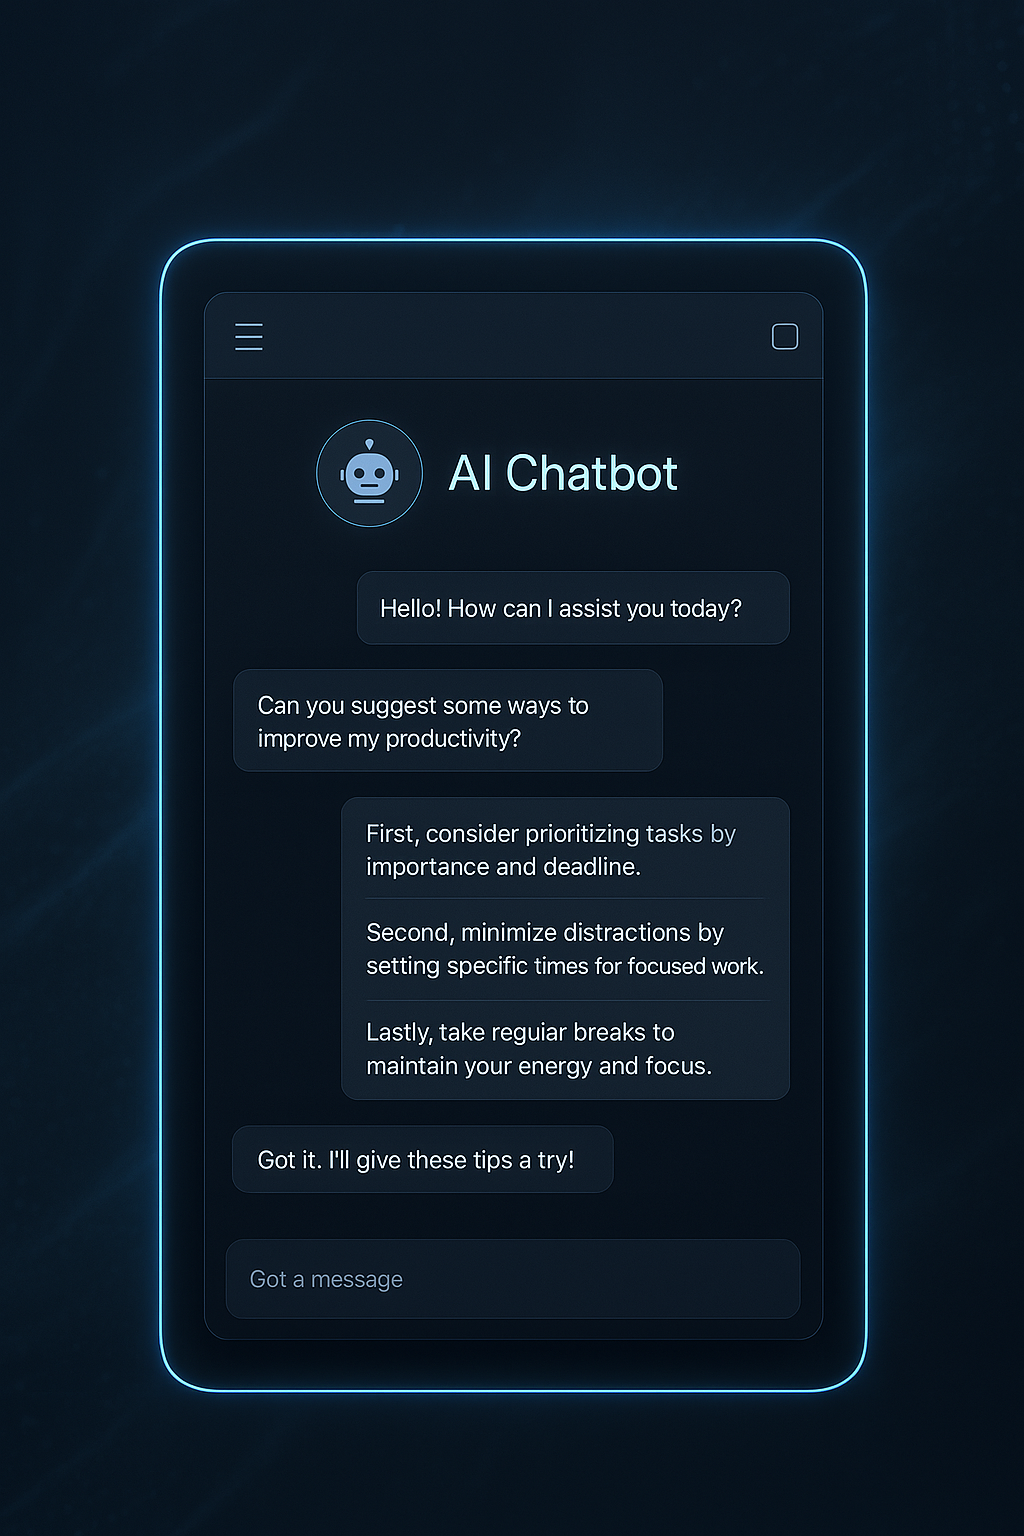 AI Chatbot
Hello! How can I assist you today?
Can you suggest some ways to
improve my productivity?
First, consider prioritizing tasks by
importance and deadline.
Second, minimize distractions by
setting specific times for focused work.
Lastly, take reguiar breaks to
maintain your energy and focus.
Got it. I'll give these tips a try!
Got a message